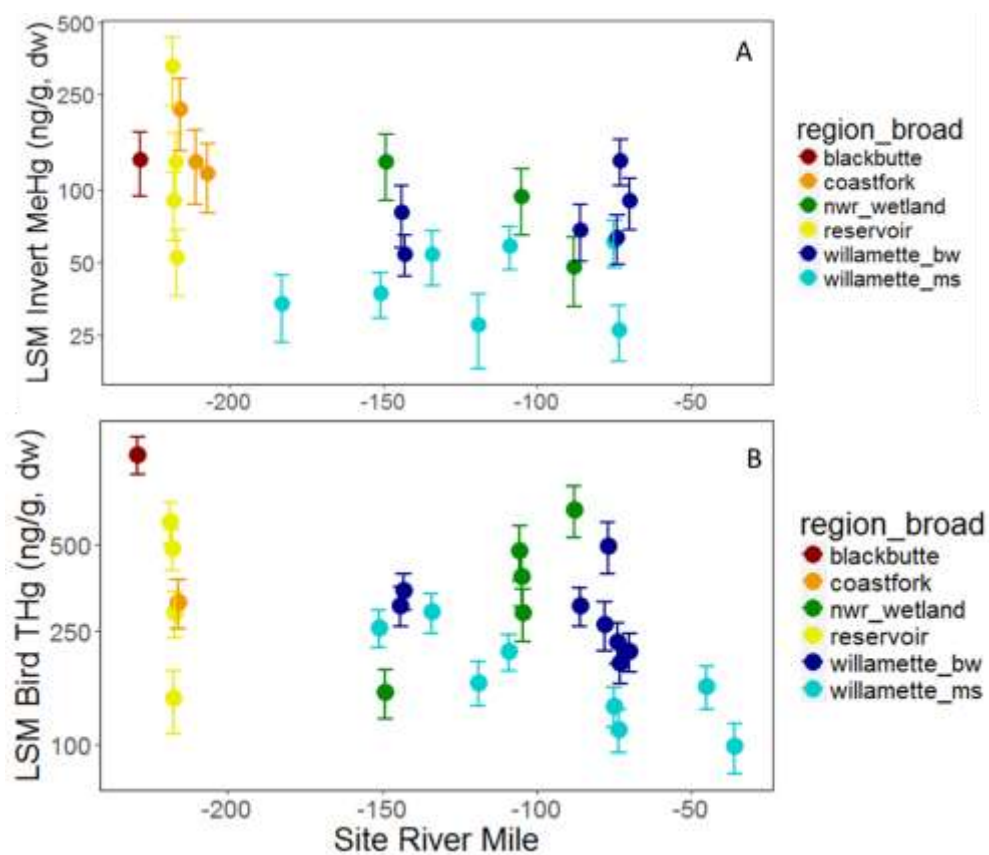 LSM Invert MeHg (ng/g, dw)
500
250
100
50
25
A
-200
-150
-100
-50
region_broad
blackbutte
coastfork
nwr_wetland
reservoir
willamette_bw
willamette_ms
LSM Bird THg (ng/g, dw)
500
250
100
B
-200
-150
-100
-50
Site River Mile
region_broad
blackbutte
coastfork
nwr_wetland
reservoir
willamette_bw
willamette_ms